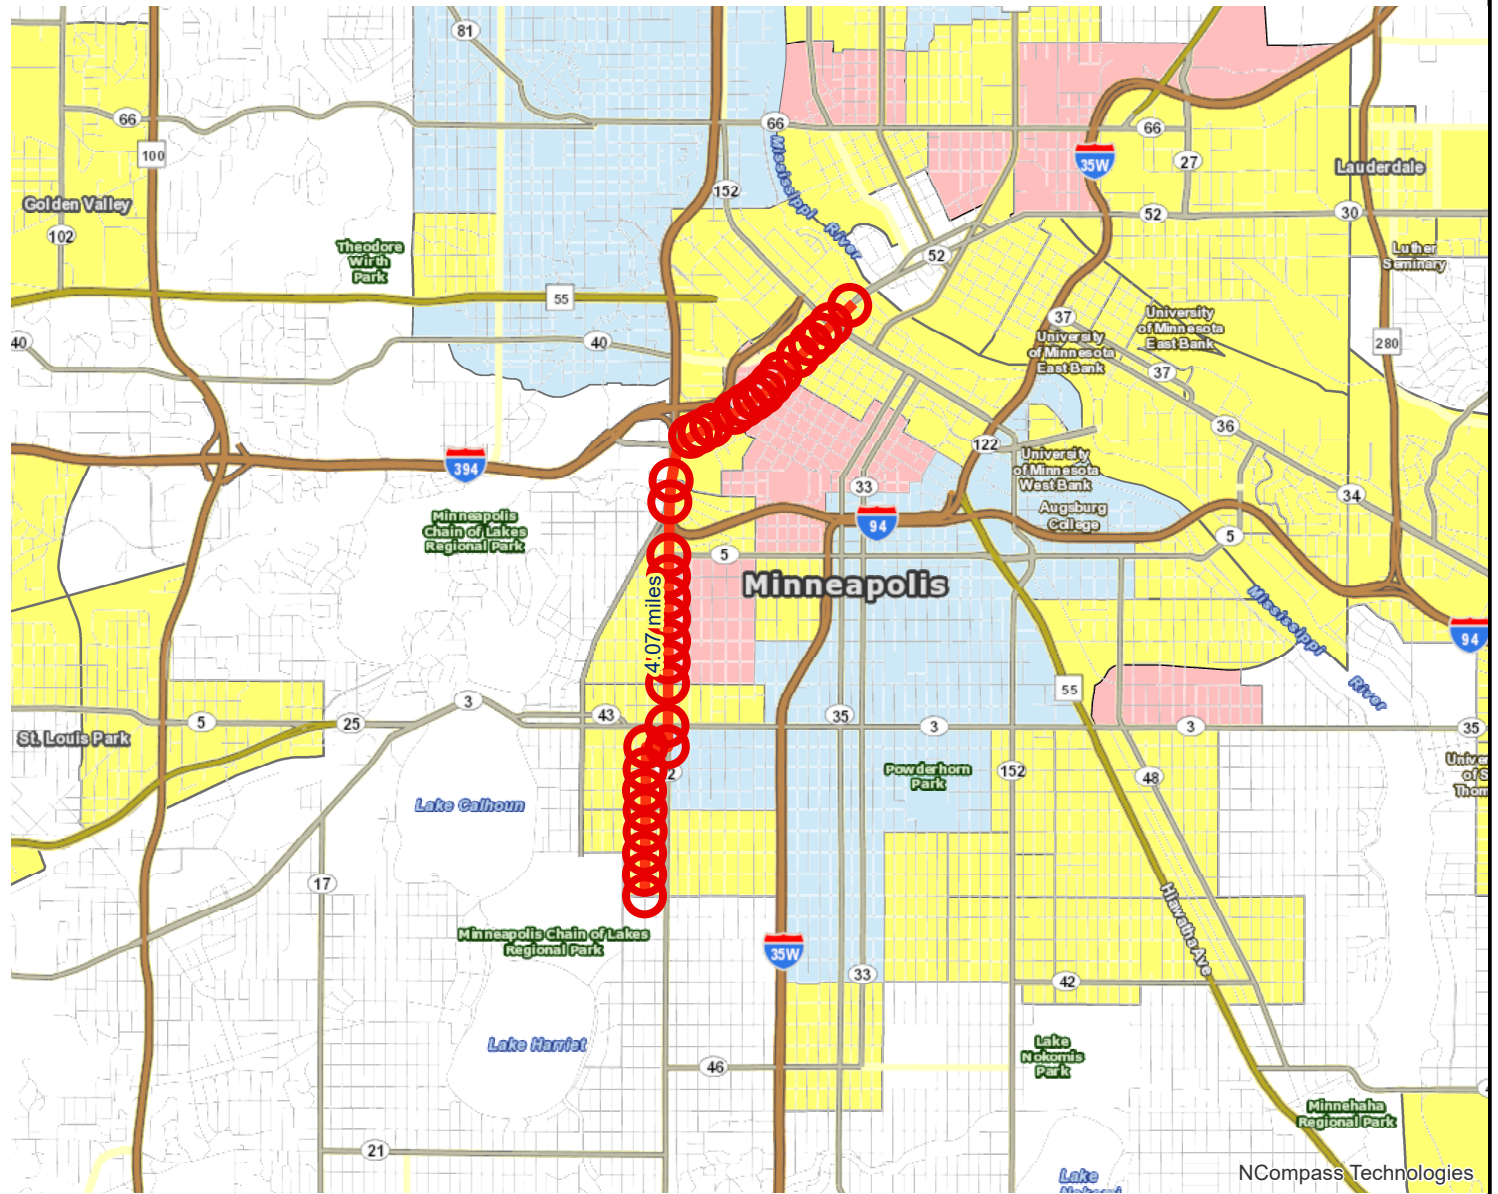 81
66
66
100
152
Mississippi River
66
35W
27
Lauderdale
Golden Valley
102
52
30
Theodore
Wirth
Park
52
Luther
Seminary
55
37
University
of Minnesota
East Bank
University
of Minnesota
East Bank
40
40
280
37
36
394
122
University
of Minnesota
West Bank
33
34
Minneapolis
Chain of Lakes
Regional Park
94
Augsburg
College
5
5
Minneapolis
4.07 miles
Mississippi
River
94
55
3
5
25
43
35
3
3
35
St. Louis Park
2
Powderhorn
Park
152
48
Lake Calhoun
17
Minneapolis Chain of Lakes
Regional Park
35W
33
Hiawatha Ave
42
Lake Harriet
Lake
Nokomis
Park
46
Minnehaha
Regional Park
21
Lake
NCompass Technologies